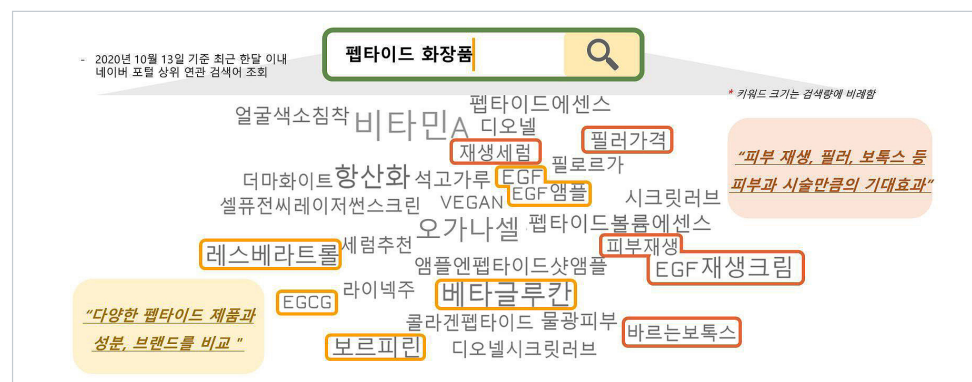 펩타이드 화장품
- 2020년 10월 13일 기준 최근 한달 이내
네이버 포털 상위 연관 검색어 조회
* 키워드 크기는 검색량에 비례함
펩타이드에센스
얼굴색소침착 비타민A 디오넬
필러가격
재생세럼
필로르가
더마화이트 항산화 석고가루 EGF
EGF앰플
셀퓨전씨레이저썬스크린 VEGAN 시크릿러브
오가나셀 펩타이드볼륨에센스
레스베라트롤 세럼추천 피부재생
앰플엔펩타이드샷앰플 EGF재생크림
EGCG 라이넥주 베타글루칸
콜라겐펩타이드 물광피부 바르는보톡스
보르피린 디오넬시크릿러브
“피부 재생, 필러, 보톡스 등
피부과 시술만큼의 기대효과”
“다양한 펩타이드 제품과
성분, 브랜드를 비교 ”